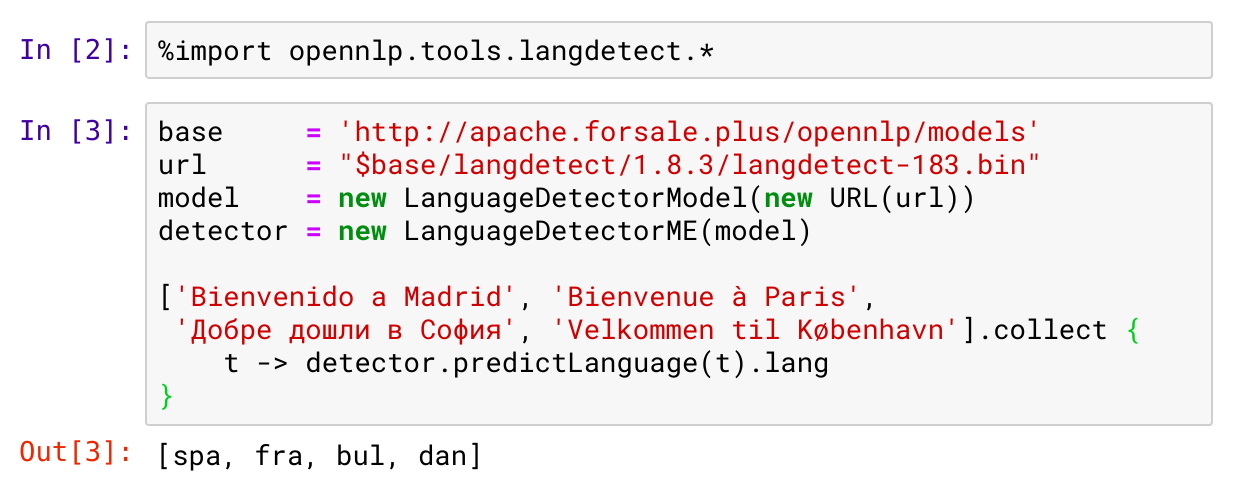 In [2]: %import opennlp.tools.langdetect.*
In [3]: base     = 'http://apache.forsale.plus/opennlp/models'
url      = "$base/langdetect/1.8.3/langdetect-183.bin"
model    = new LanguageDetectorModel(new URL(url))
detector = new LanguageDetectorME(model)
['Bienvenido a Madrid', 'Bienvenue à Paris',
 'Добре дошли в София', 'Velkommen til København'].collect {
    t -> detector.predictLanguage(t).lang
}
Out[3]: [spa, fra, bul, dan]